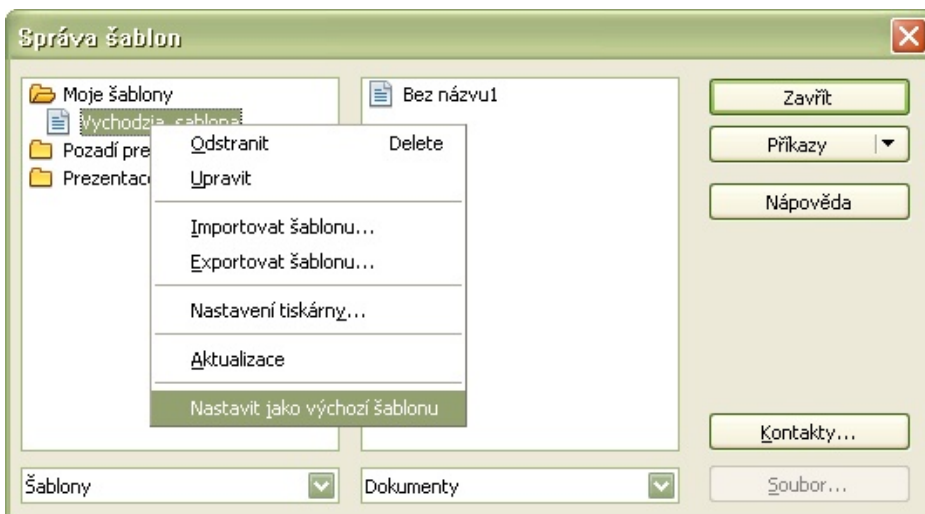 Správa šablon
Moje šablony
Vychodzia_sablona
Pozadí pre
Prezentac
Odstranit Delete
Upravit
Importovat šablonu...
Exportovat šablonu...
Nastavení tiskárny...
Aktualizace
Nastavit jako výchozí šablonu
Šablony
Bez názvu1
Dokumenty
Zavřít
Příkazy
Nápověda
Kontakty...
Soubor...